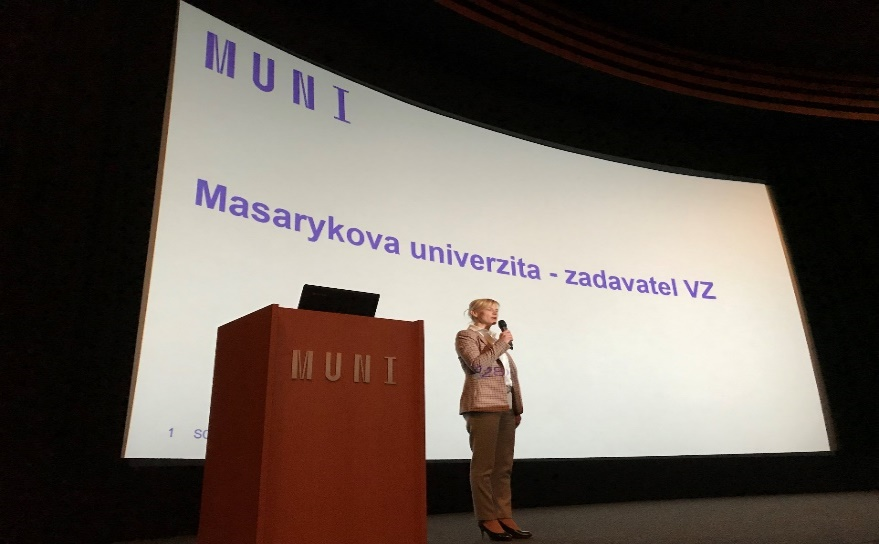 MUNI
Masarykova univerzita - zadavatel VZ
MUNI
1